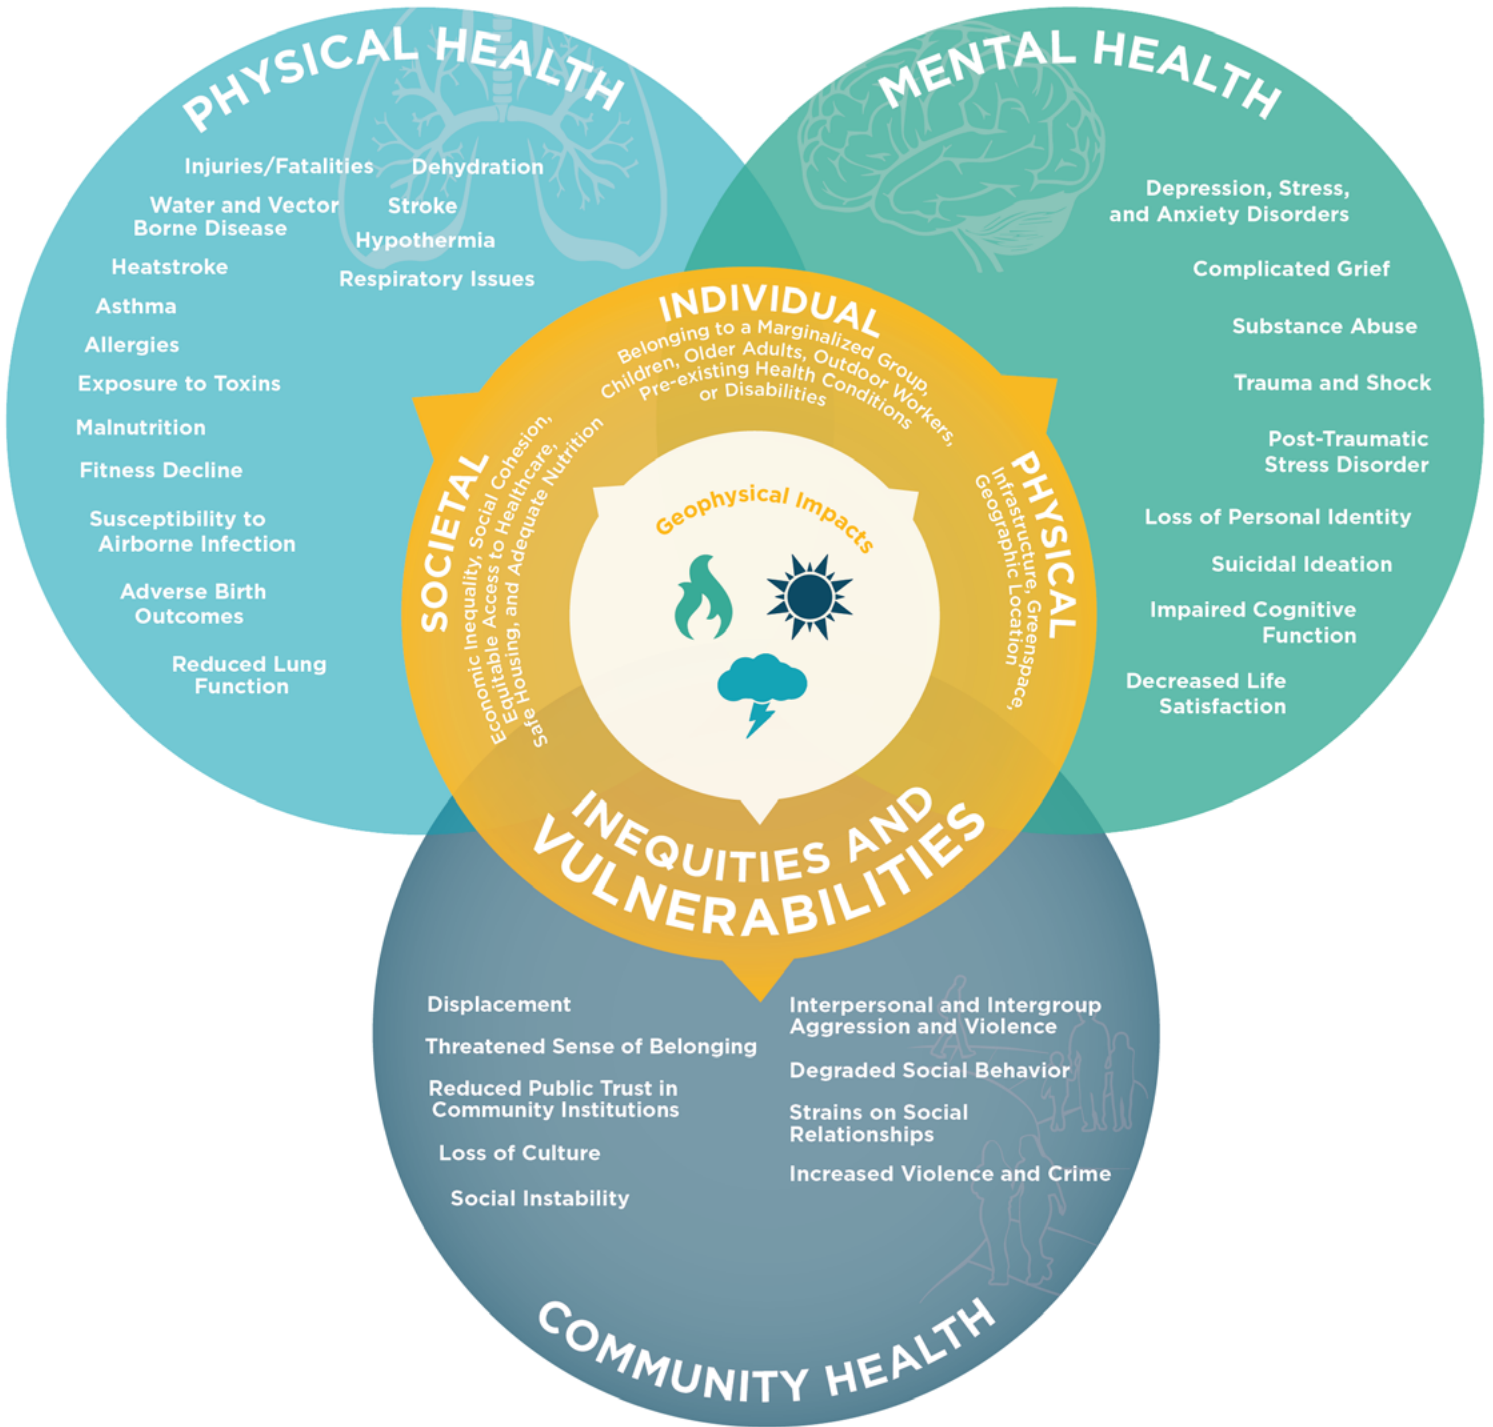 PHYSICAL HEALTH
Injuries/Fatalities
Dehydration
Water and Vector
Borne Disease
Stroke
Hypothermia
Heatstroke
Respiratory Issues
Asthma
Allergies
Exposure to Toxins
Malnutrition
Fitness Decline
Susceptibility to
Airborne Infection
Adverse Birth
Outcomes
Reduced Lung
Function
MENTAL HEALTH
Depression, Stress,
and Anxiety Disorders
Complicated Grief
Substance Abuse
Trauma and Shock
Post-Traumatic
Stress Disorder
Loss of Personal Identity
Suicidal Ideation
Impaired Cognitive
Function
Decreased Life
Satisfaction
INDIVIDUAL
Belonging to a Marginalized Group,
Children, Older Adults, Outdoor Workers,
Pre-existing Health Conditions
or Disabilities
SOCIETAL
Economic Inequality, Social Cohesion,
Equitable Access to Healthcare,
Safe Housing, and Adequate Nutrition
PHYSICAL
Infrastructure, Greenspace,
Geographic Location
Geophysical Impacts
INEQUITIES AND
VULNERABILITIES
Displacement
Threatened Sense of Belonging
Reduced Public Trust in
Community Institutions
Loss of Culture
Social Instability
Interpersonal and Intergroup
Aggression and Violence
Degraded Social Behavior
Strains on Social
Relationships
Increased Violence and Crime
COMMUNITY HEALTH